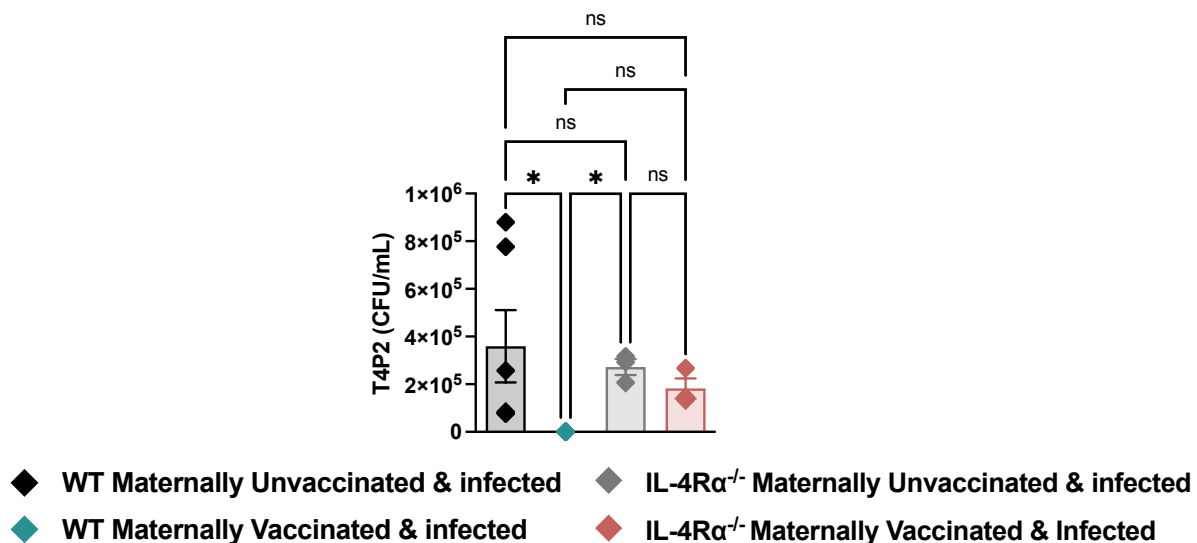 ns
ns
ns
* * ns
1×10⁶
8×10⁵
6×10⁵
4×10⁵
2×10⁵
0
T4P2 (CFU/mL)
WT Maternally Unvaccinated & infected
IL-4Rα⁻/⁻ Maternally Unvaccinated & infected
WT Maternally Vaccinated & infected
IL-4Rα⁻/⁻ Maternally Vaccinated & Infected